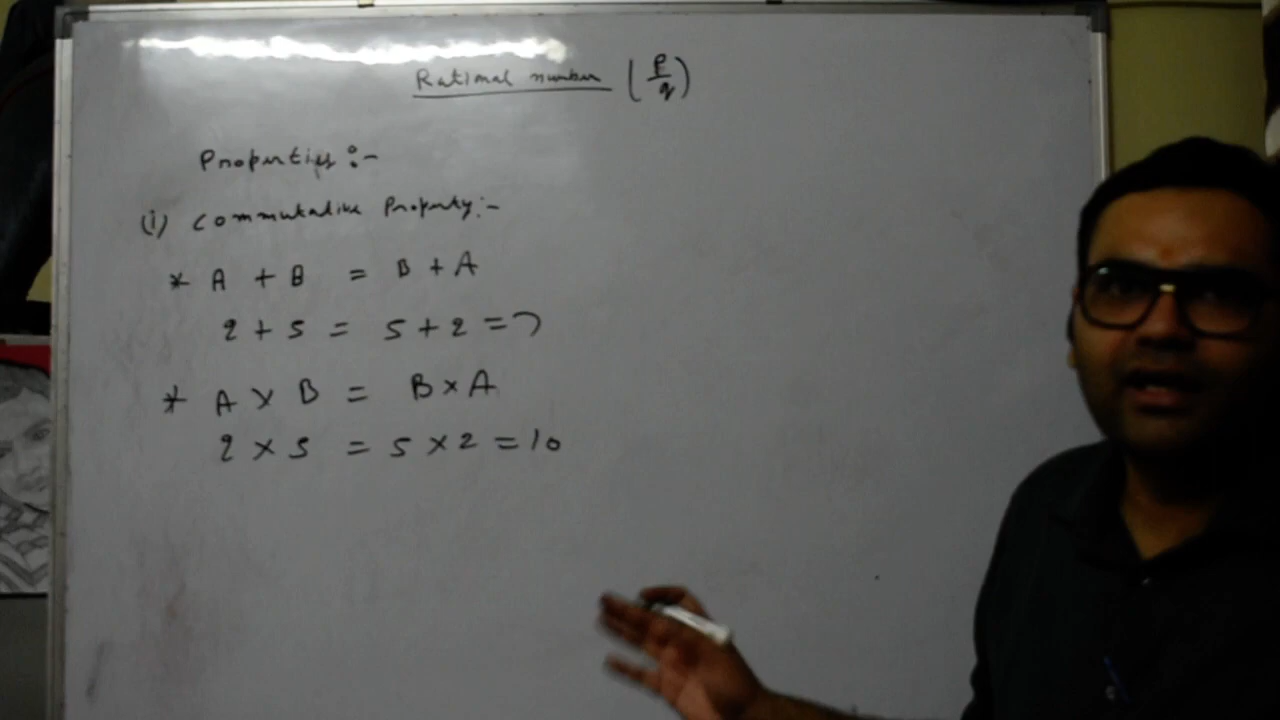 Rational number (p/q)
Properties :-
(i) Commutative Property :-
* A + B = B + A
2 + 5 = 5 + 2 = 7
* A × B = B × A
2 × 5 = 5 × 2 = 10